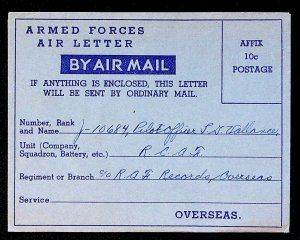 ARMED FORCES
AIR LETTER
BY AIR MAIL
IF ANYTHING IS ENCLOSED, THIS LETTER
WILL BE SENT BY ORDINARY MAIL.
AFFIX
10c
POSTAGE
Number, Rank
and Name J-10684, Pilot Officer T. D. Vallance,
Unit (Company,
Squadron, Battery, etc.) R.C.A.F.
Regiment or Branch c/o R.A.F. Records, Overseas
Service
OVERSEAS.